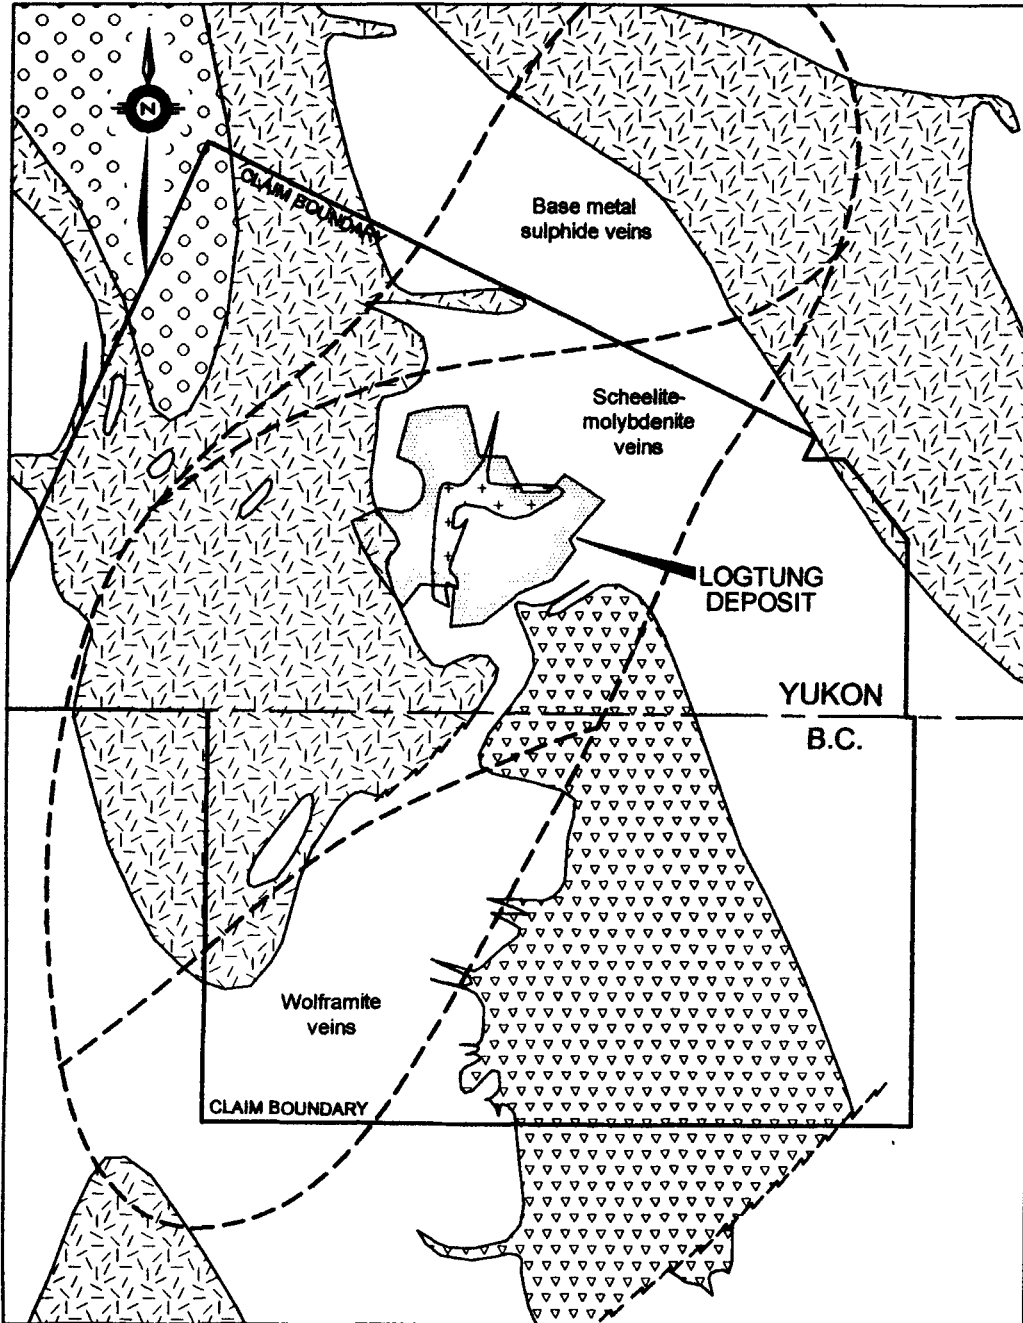 N
CLAIM BOUNDARY
Base metal
sulphide veins
Scheelite-
molybdenite
veins
LOGTUNG
DEPOSIT
YUKON
B.C.
Wolframite
veins
CLAIM BOUNDARY